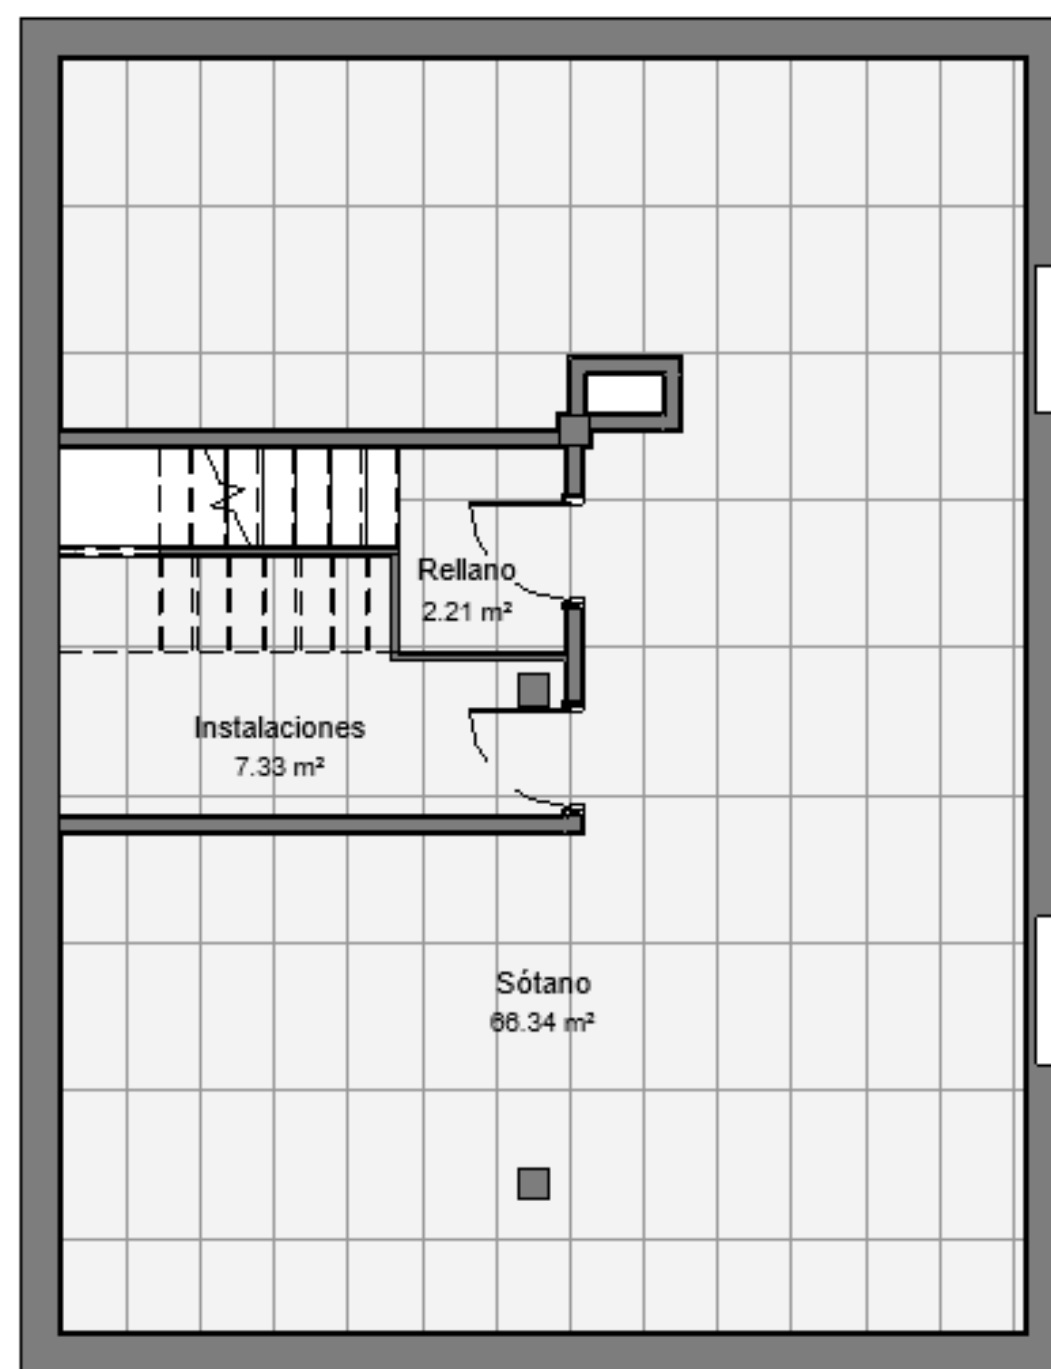 Rellano
2.21 m²
Instalaciones
7.33 m²
Sótano
66.34 m²